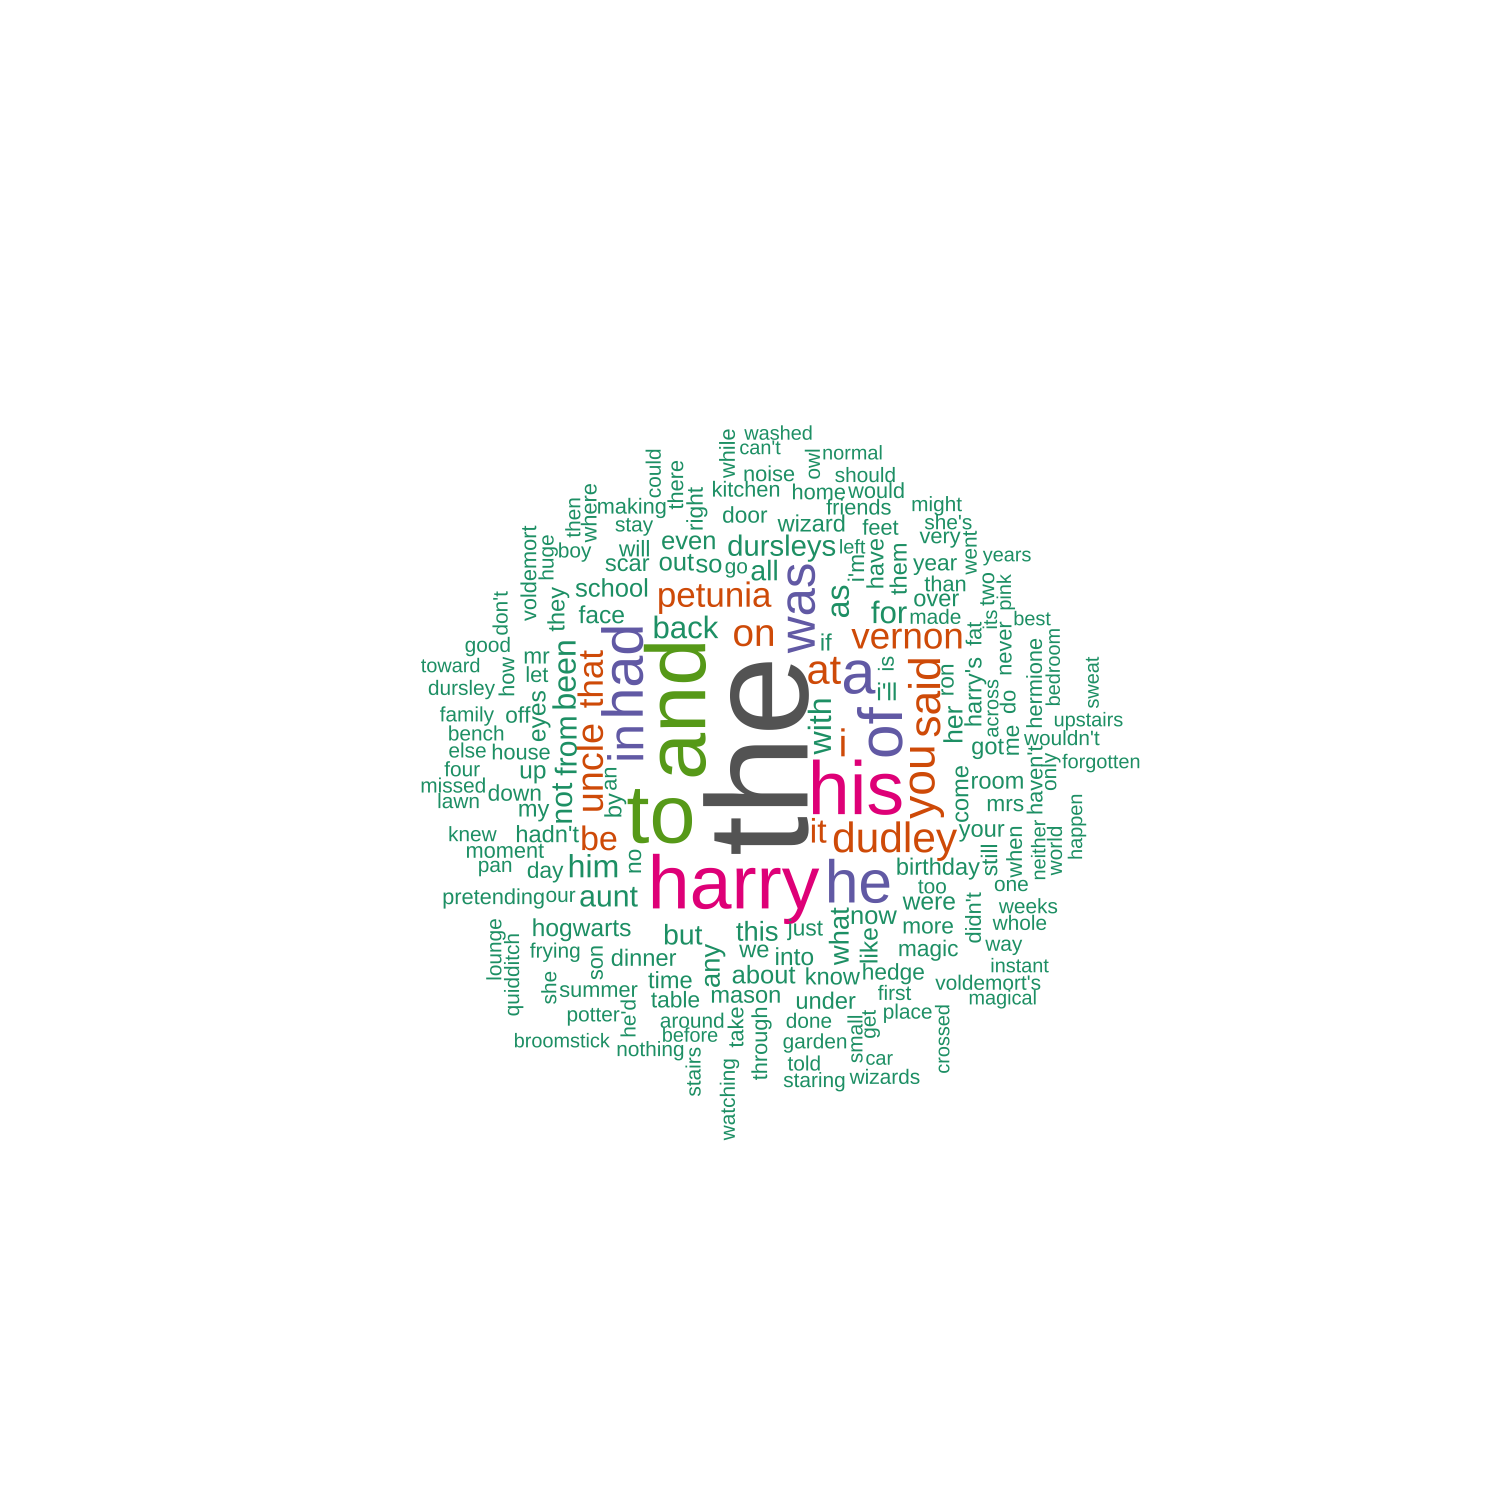 washed
can't
while
normal
owl
could
there
noise
should
kitchen
home
would
making
then
where
right
friends
might
stay
door
wizard
feet
she's
very
voldemort
huge
boy
will
even
dursleys
left
have
them
went
years
scar
out
so
go
all
i'm
year
than
two
pink
school
petunia
was
as
over
its
don't
they
face
back
on
for
made
best
if
vernon
fat
never
good
how
mr
been
that
had
and
the
at
a
is
i'll
said
ron
harry's
across
do
hermione
bedroom
sweat
toward
let
dursley
family
off
eyes
from
uncle
in
with
i
of
her
got
me
upstairs
wouldn't
bench
else
house
four
up
missed
lawn
down
my
not
by
an
to
his
you
come
room
mrs
haven't
only
forgotten
happen
knew
hadn't
be
it
dudley
your
still
when
neither
world
moment
pan
day
him
no
harry
he
birthday
too
one
pretending
our
aunt
were
didn't
weeks
whole
lounge
quidditch
hogwarts
but
this
just
what
now
like
more
magic
way
frying
son
dinner
any
we
into
instant
she
summer
time
about
know
hedge
voldemort's
magical
potter
he'd
table
mason
under
first
place
crossed
broomstick
nothing
around
before
take
through
done
small
get
garden
car
stairs
told
staring
wizards
watching